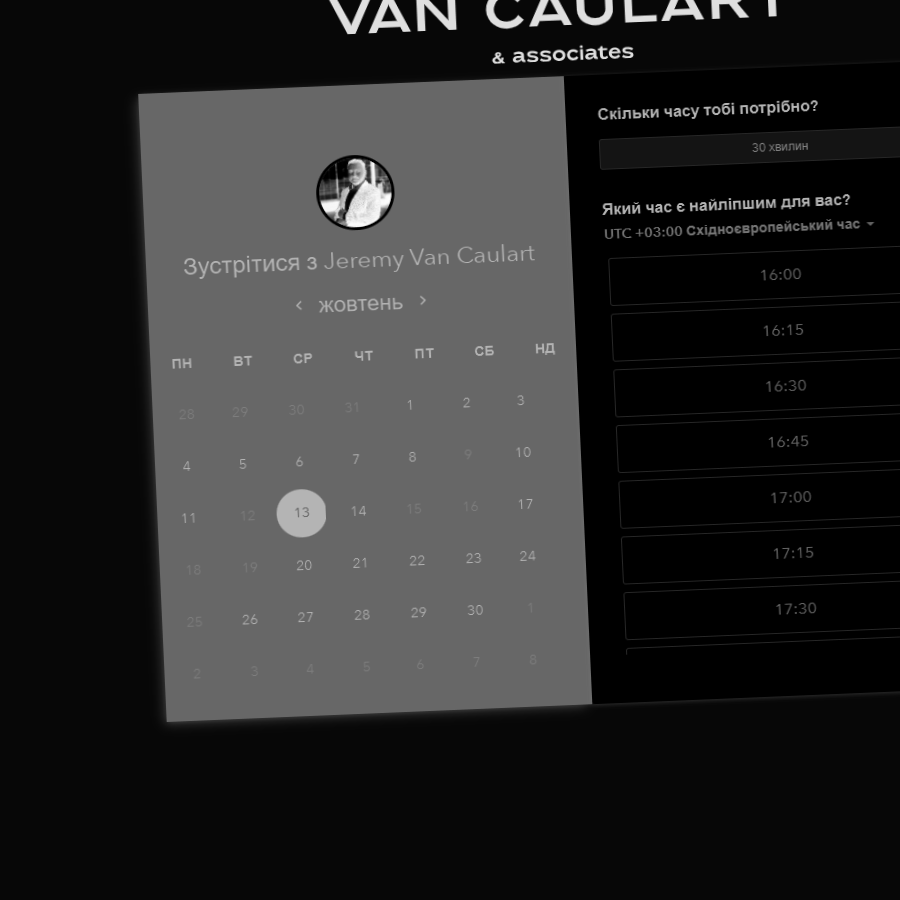 VAN CAULART
& associates
Зустрітися з Jeremy Van Caulart
жовтень
ПН ВТ СР ЧТ ПТ СБ НД
28 29 30 31 1 2 3
4 5 6 7 8 9 10
11 12 13 14 15 16 17
18 19 20 21 22 23 24
25 26 27 28 29 30 1
2 3 4 5 6 7 8
Скільки часу тобі потрібно?
30 хвилин
Який час є найліпшим для вас?
UTC +03:00 Східноєвропейський час
16:00
16:15
16:30
16:45
17:00
17:15
17:30